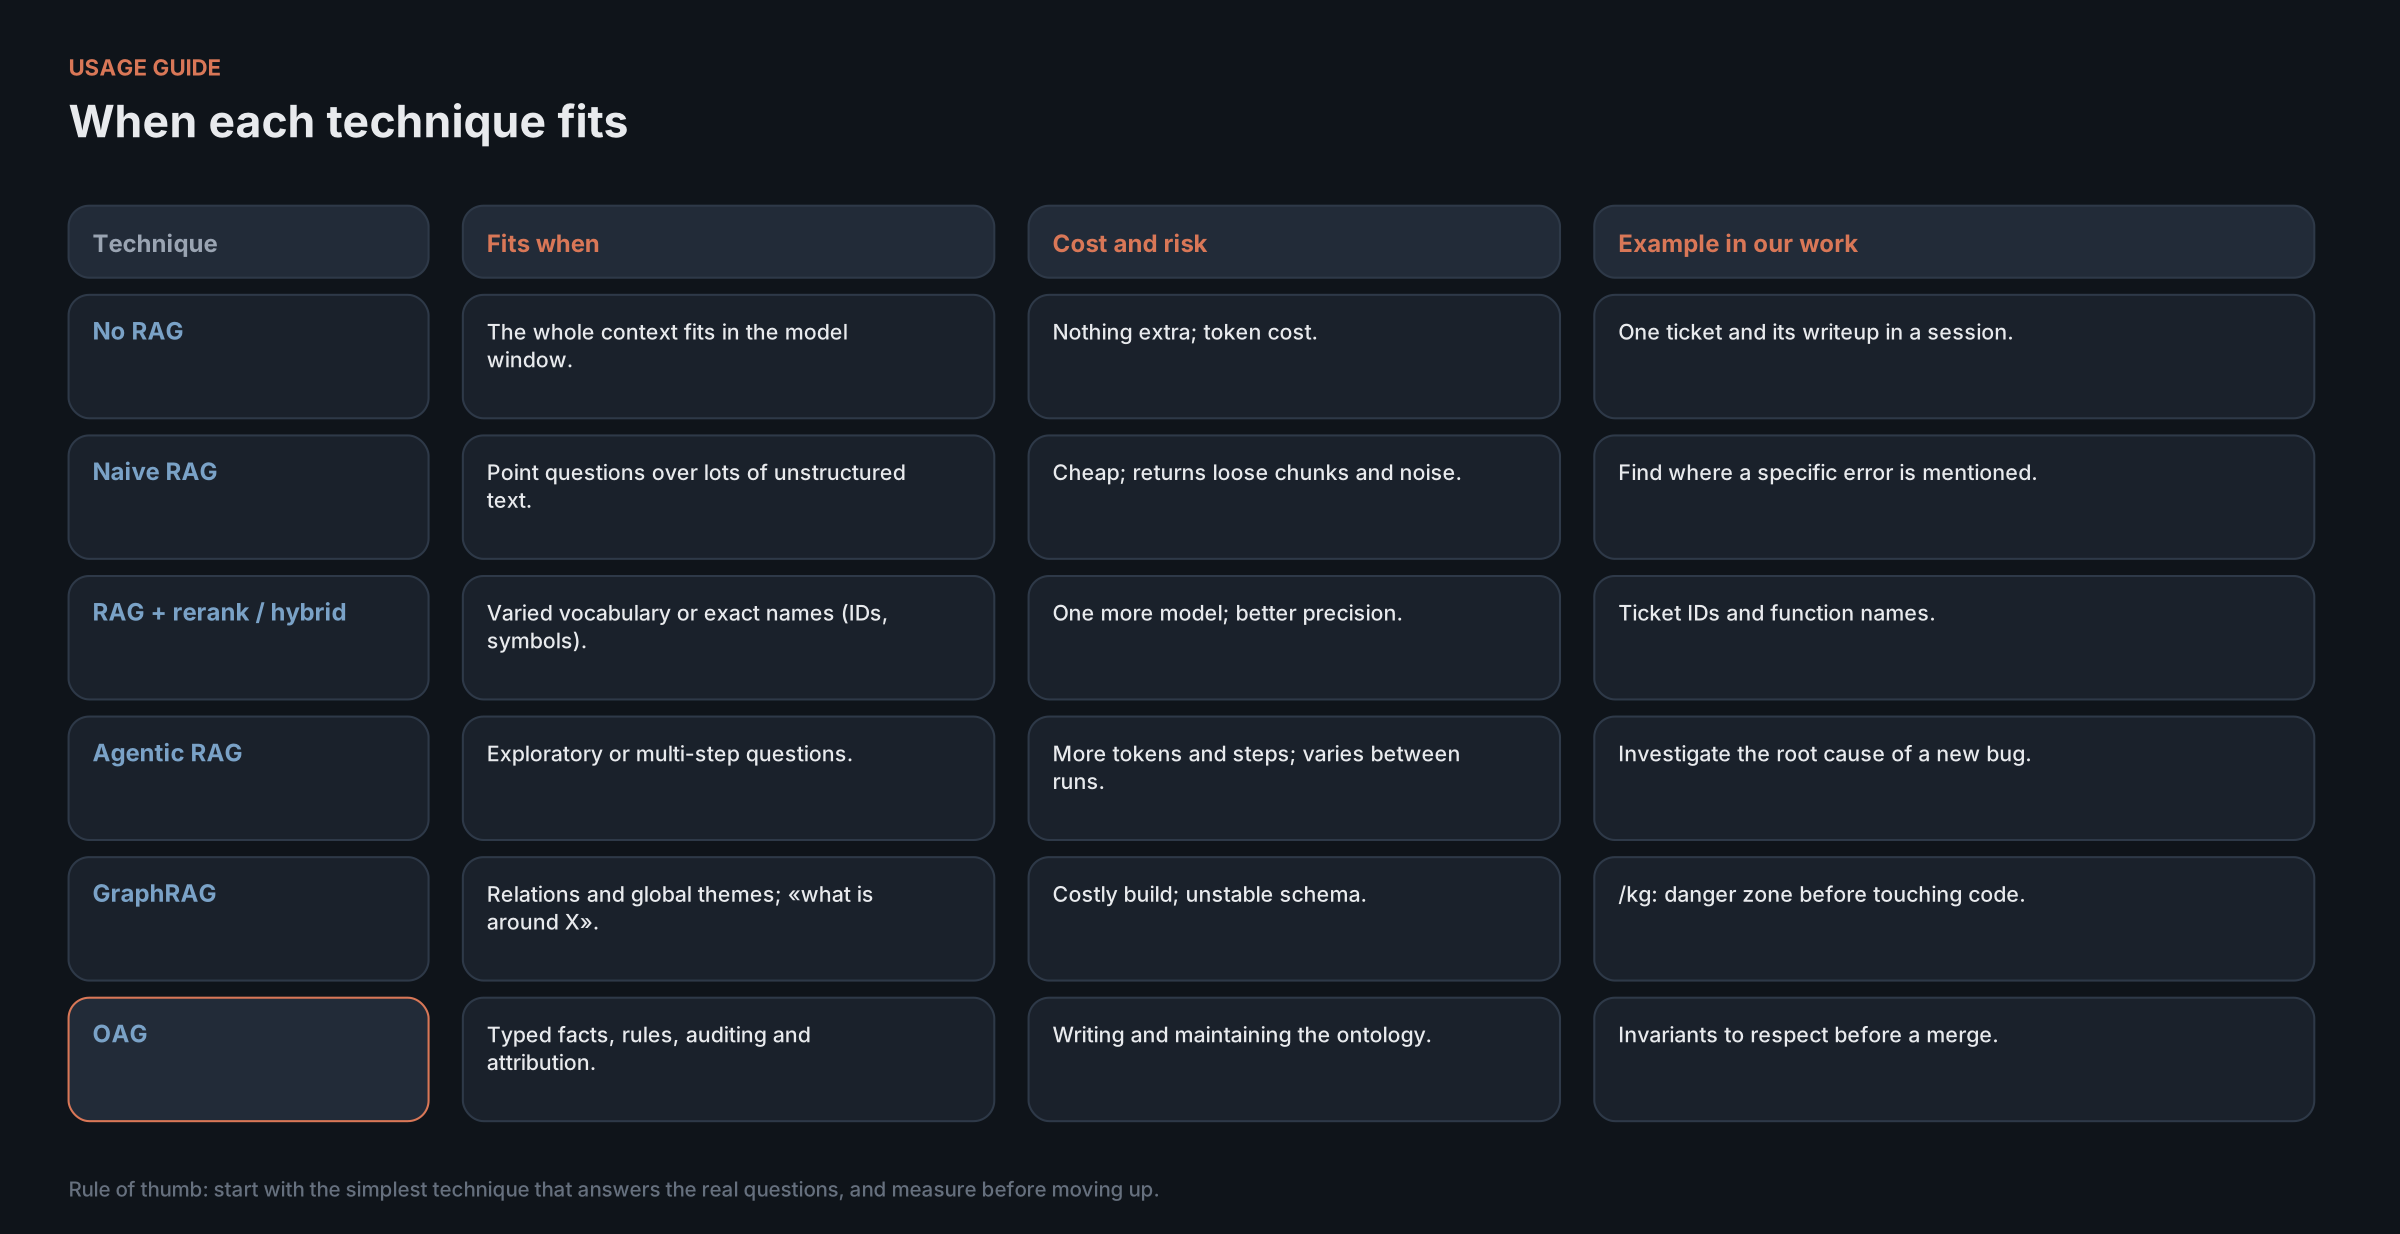 USAGE GUIDE
When each technique fits
Technique
Fits when
Cost and risk
Example in our work
No RAG
The whole context fits in the model
window.
Nothing extra; token cost.
One ticket and its writeup in a session.
Naive RAG
Point questions over lots of unstructured
text.
Cheap; returns loose chunks and noise.
Find where a specific error is mentioned.
RAG + rerank / hybrid
Varied vocabulary or exact names (IDs,
symbols).
One more model; better precision.
Ticket IDs and function names.
Agentic RAG
Exploratory or multi-step questions.
More tokens and steps; varies between
runs.
Investigate the root cause of a new bug.
GraphRAG
Relations and global themes; «what is
around X».
Costly build; unstable schema.
/kg: danger zone before touching code.
OAG
Typed facts, rules, auditing and
attribution.
Writing and maintaining the ontology.
Invariants to respect before a merge.
Rule of thumb: start with the simplest technique that answers the real questions, and measure before moving up.